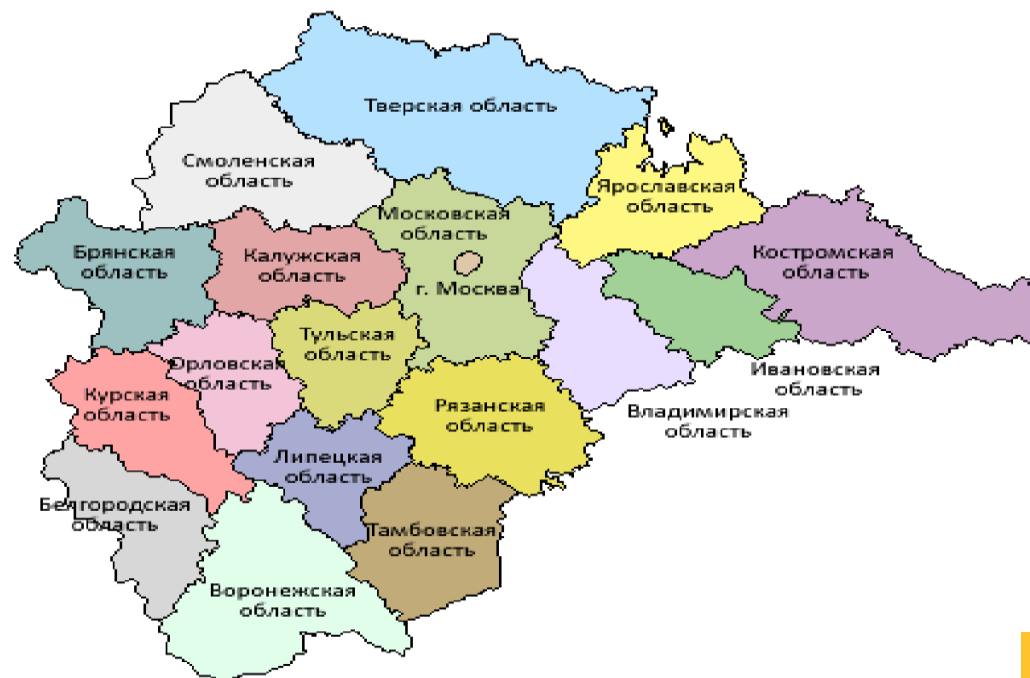 Тверская область
Смоленская
область
Ярославская
область
Московская
область
Брянская
область
Калужская
область
Костромская
область
г. Москва
Тульская
область
Орловская
область
Ивановская
область
Курская
область
Рязанская
область
Владимирская
область
Липецкая
область
Белгородская
область
Тамбовская
область
Воронежская
область